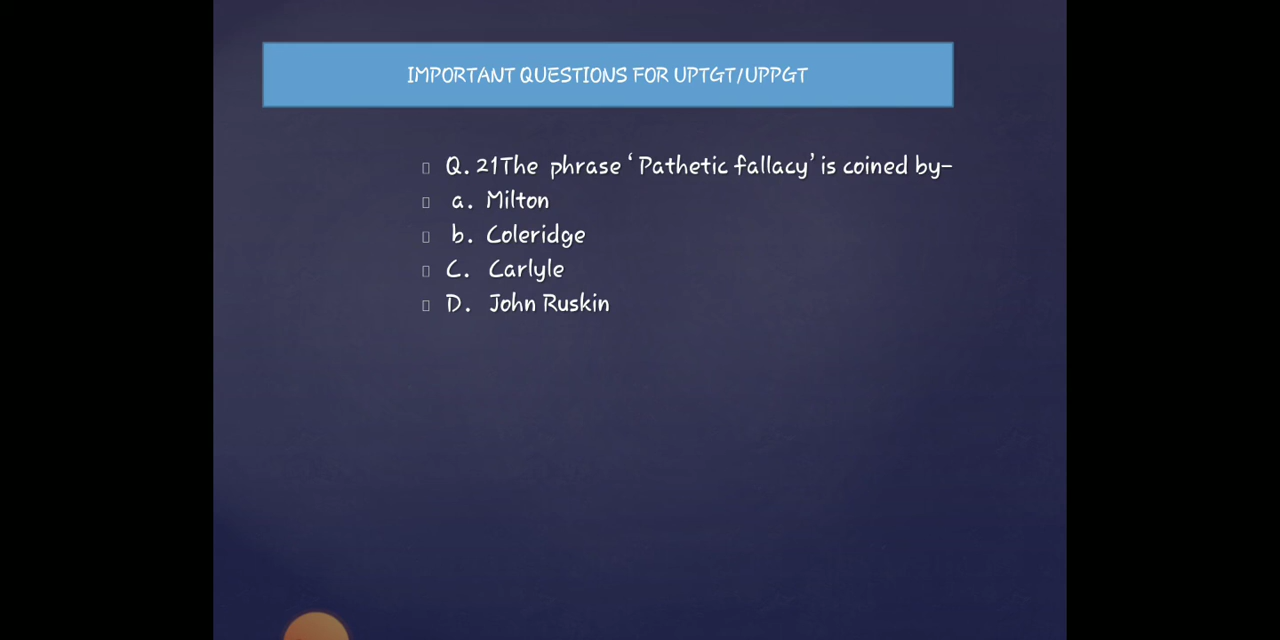 IMPORTANT QUESTIONS FOR UPTGT/UPPGT
Q. 21The phrase ‘ Pathetic fallacy’ is coined by-
a. Milton
b. Coleridge
C. Carlyle
D. John Ruskin